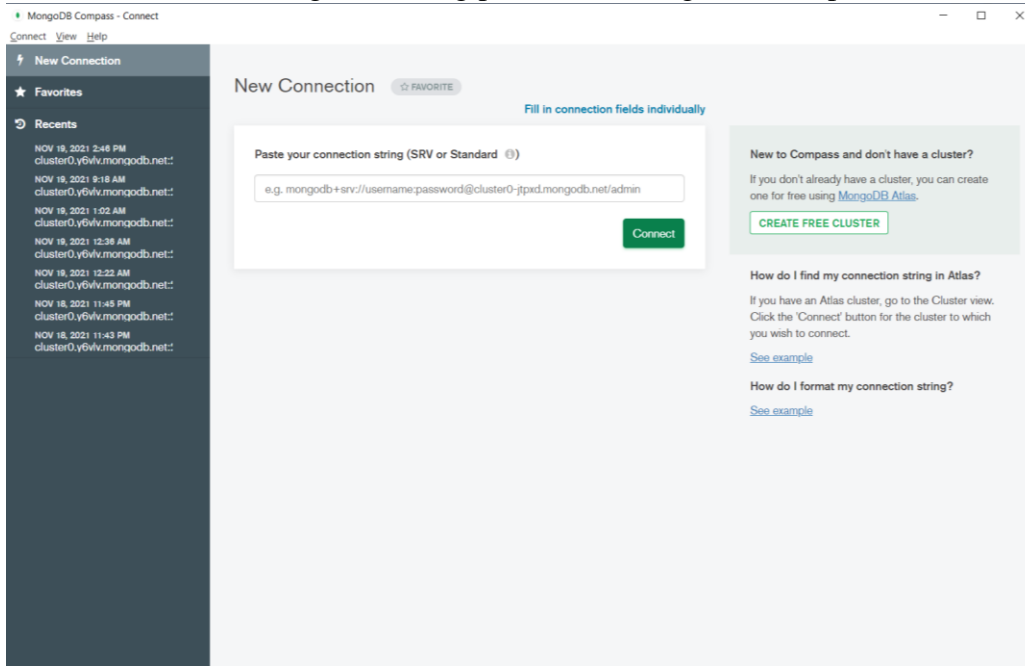 MongoDB Compass - Connect
Connect View Help
New Connection
Favorites
Recents
NOV 19, 2021 2:46 PM
cluster0.y6vlv.mongodb.net:
NOV 19, 2021 9:18 AM
cluster0.y6vlv.mongodb.net:
NOV 19, 2021 1:02 AM
cluster0.y6vlv.mongodb.net:
NOV 19, 2021 12:36 AM
cluster0.y6vlv.mongodb.net:
NOV 19, 2021 12:22 AM
cluster0.y6vlv.mongodb.net:
NOV 18, 2021 11:45 PM
cluster0.y6vlv.mongodb.net:
NOV 18, 2021 11:43 PM
cluster0.y6vlv.mongodb.net:
New Connection FAVORITE
Fill in connection fields individually
Paste your connection string (SRV or Standard )
e.g. mongodb+srv://username:password@cluster0-jtpxd.mongodb.net/admin
Connect
New to Compass and don't have a cluster?
If you don't already have a cluster, you can create
one for free using MongoDB Atlas.
CREATE FREE CLUSTER
How do I find my connection string in Atlas?
If you have an Atlas cluster, go to the Cluster view.
Click the 'Connect' button for the cluster to which
you wish to connect.
See example
How do I format my connection string?
See example